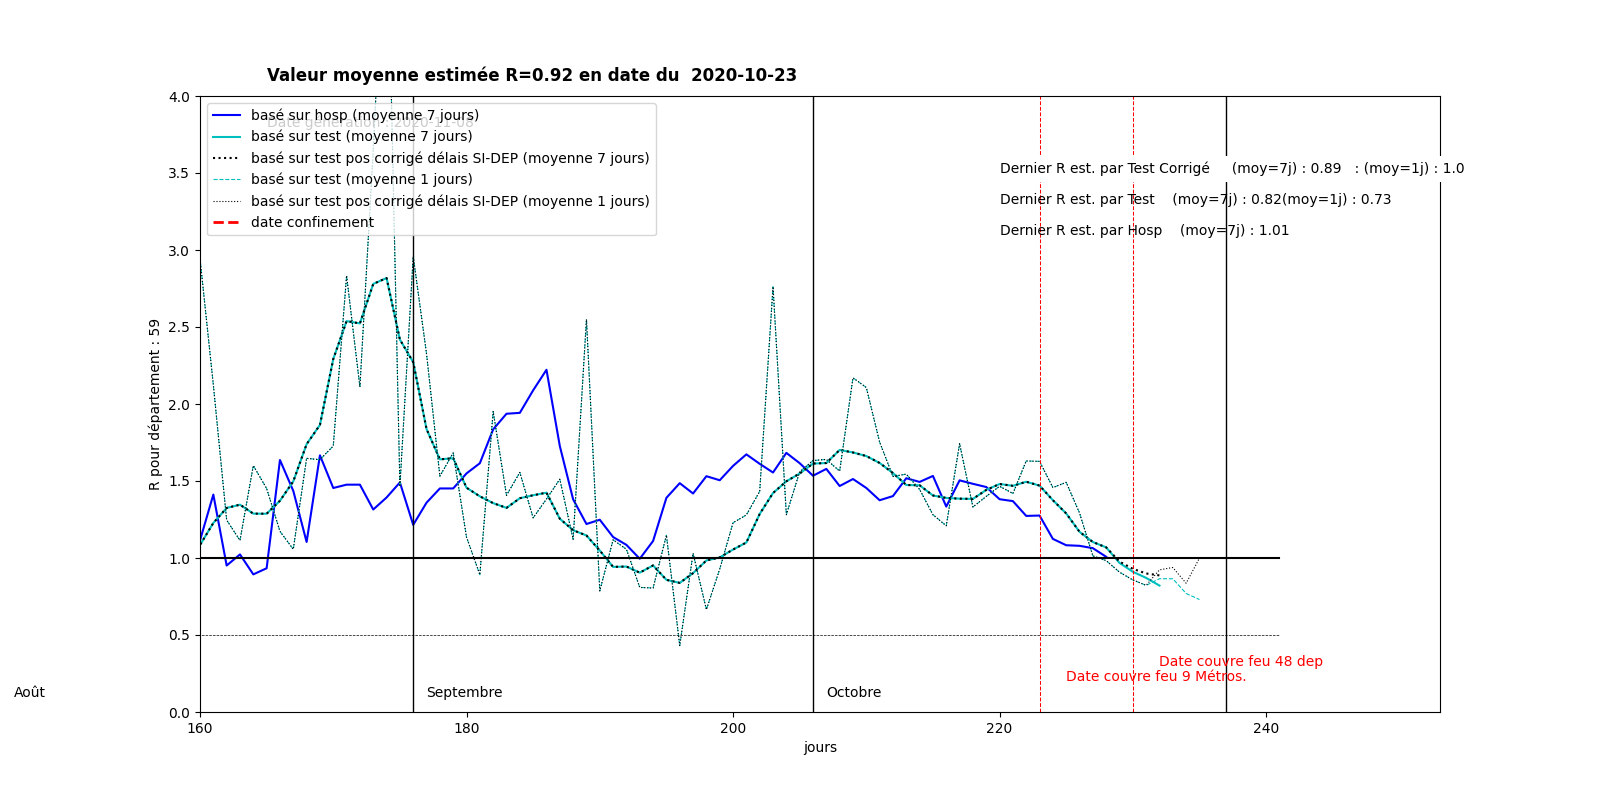 Valeur moyenne estimée R=0.92 en date du  2020-10-23
Date génération : 2020-11-08
basé sur hosp (moyenne 7 jours)
basé sur test (moyenne 7 jours)
basé sur test pos corrigé délais SI-DEP (moyenne 7 jours)
basé sur test (moyenne 1 jours)
basé sur test pos corrigé délais SI-DEP (moyenne 1 jours)
date confinement
Dernier R est. par Test Corrigé     (moy=7j) : 0.89   : (moy=1j) : 1.0
Dernier R est. par Test    (moy=7j) : 0.82(moy=1j) : 0.73
Dernier R est. par Hosp    (moy=7j) : 1.01
4.0
3.5
3.0
2.5
2.0
1.5
1.0
0.5
0.0
R pour département : 59
Date couvre feu 48 dep
Date couvre feu 9 Métros.
Août
Septembre
Octobre
160
180
200
220
240
jours